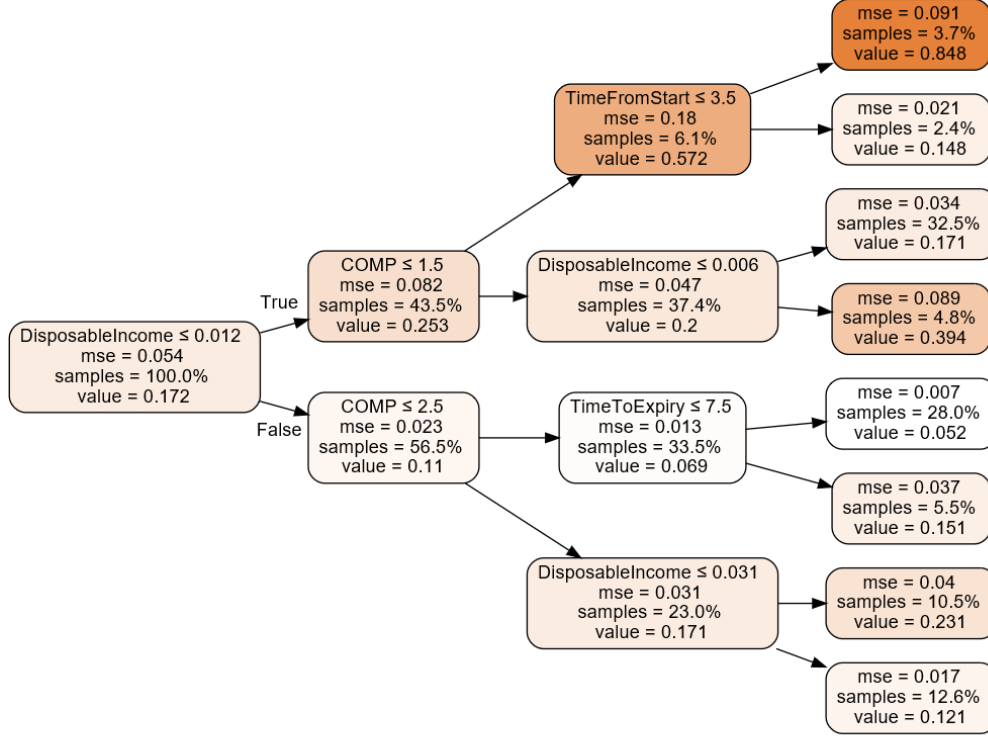 DisposableIncome ≤ 0.012
mse = 0.054
samples = 100.0%
value = 0.172
True
False
COMP ≤ 1.5
mse = 0.082
samples = 43.5%
value = 0.253
COMP ≤ 2.5
mse = 0.023
samples = 56.5%
value = 0.11
TimeFromStart ≤ 3.5
mse = 0.18
samples = 6.1%
value = 0.572
DisposableIncome ≤ 0.006
mse = 0.047
samples = 37.4%
value = 0.2
TimeToExpiry ≤ 7.5
mse = 0.013
samples = 33.5%
value = 0.069
DisposableIncome ≤ 0.031
mse = 0.031
samples = 23.0%
value = 0.171
mse = 0.091
samples = 3.7%
value = 0.848
mse = 0.021
samples = 2.4%
value = 0.148
mse = 0.034
samples = 32.5%
value = 0.171
mse = 0.089
samples = 4.8%
value = 0.394
mse = 0.007
samples = 28.0%
value = 0.052
mse = 0.037
samples = 5.5%
value = 0.151
mse = 0.04
samples = 10.5%
value = 0.231
mse = 0.017
samples = 12.6%
value = 0.121